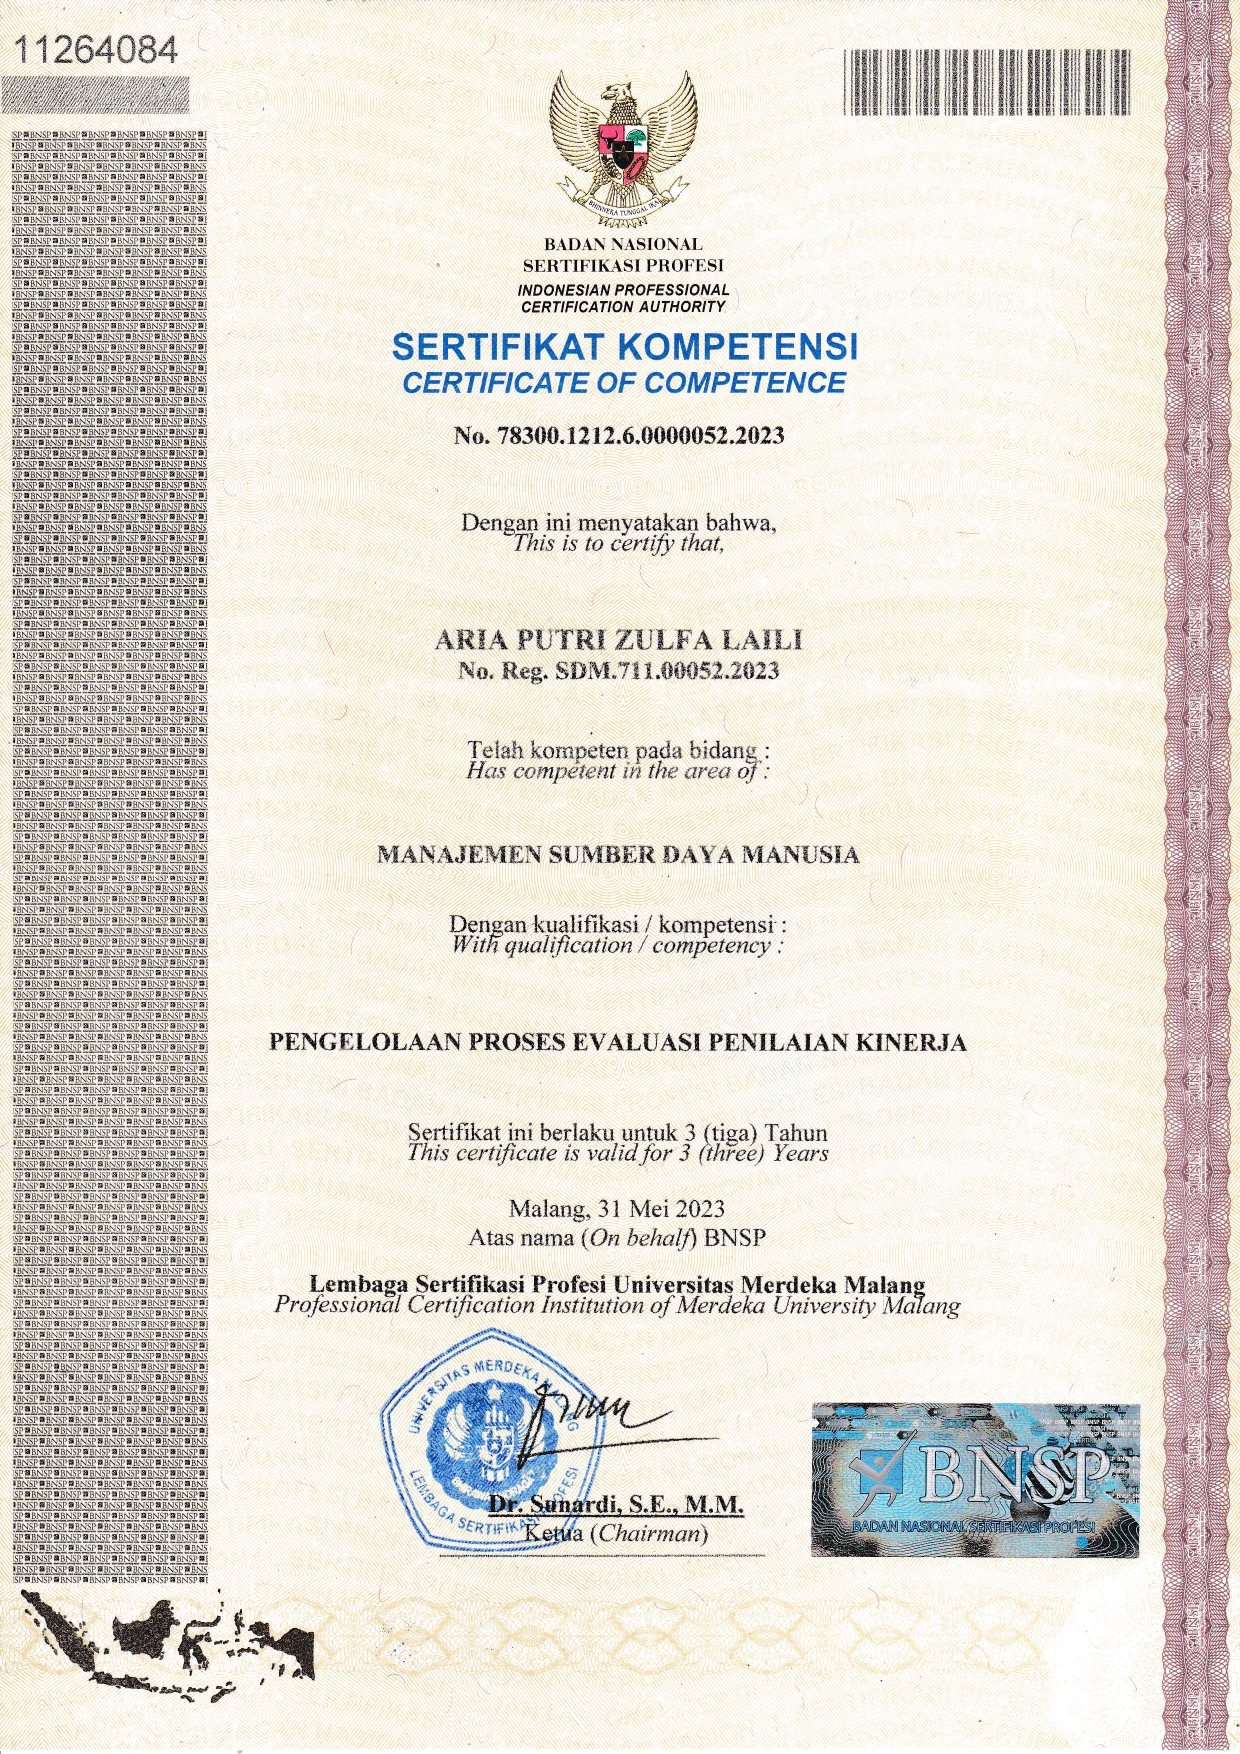 11264084
BHINNEKA TUNGGAL IKA
BADAN NASIONAL
SERTIFIKASI PROFESI
INDONESIAN PROFESSIONAL
CERTIFICATION AUTHORITY
SERTIFIKAT KOMPETENSI
CERTIFICATE OF COMPETENCE
No. 78300.1212.6.0000052.2023
Dengan ini menyatakan bahwa,
This is to certify that,
ARIA PUTRI ZULFA LAILI
No. Reg. SDM.711.00052.2023
Telah kompeten pada bidang :
Has competent in the area of :
MANAJEMEN SUMBER DAYA MANUSIA
Dengan kualifikasi / kompetensi :
With qualification / competency :
PENGELOLAAN PROSES EVALUASI PENILAIAN KINERJA
Sertifikat ini berlaku untuk 3 (tiga) Tahun
This certificate is valid for 3 (three) Years
Malang, 31 Mei 2023
Atas nama (On behalf) BNSP
Lembaga Sertifikasi Profesi Universitas Merdeka Malang
Professional Certification Institution of Merdeka University Malang
UNIVERSITAS MERDEKA MALANG
LEMBAGA SERTIFIKASI PROFESI
Dr. Sunardi, S.E., M.M.
Ketua (Chairman)
BNSP
BADAN NASIONAL SERTIFIKASI PROFESI